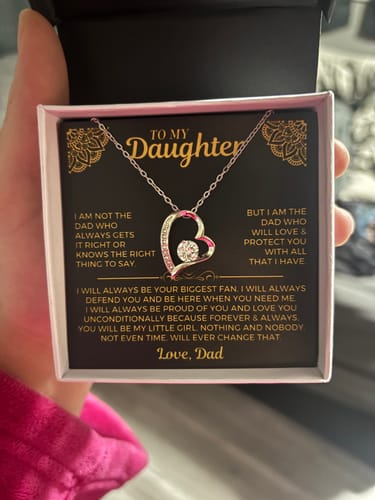 TO MY
Daughter
I AM NOT THE
DAD WHO
ALWAYS GETS
IT RIGHT OR
KNOWS THE RIGHT
THING TO SAY.
BUT I AM THE
DAD WHO
WILL LOVE &
PROTECT YOU
WITH ALL
THAT I HAVE.
I WILL ALWAYS BE YOUR BIGGEST FAN. I WILL ALWAYS
DEFEND YOU AND BE HERE WHEN YOU NEED ME.
I WILL ALWAYS BE PROUD OF YOU AND LOVE YOU
UNCONDITIONALLY BECAUSE FOREVER & ALWAYS.
YOU WILL BE MY LITTLE GIRL. NOTHING AND NOBODY.
NOT EVEN TIME. WILL EVER CHANGE THAT.
Love, Dad